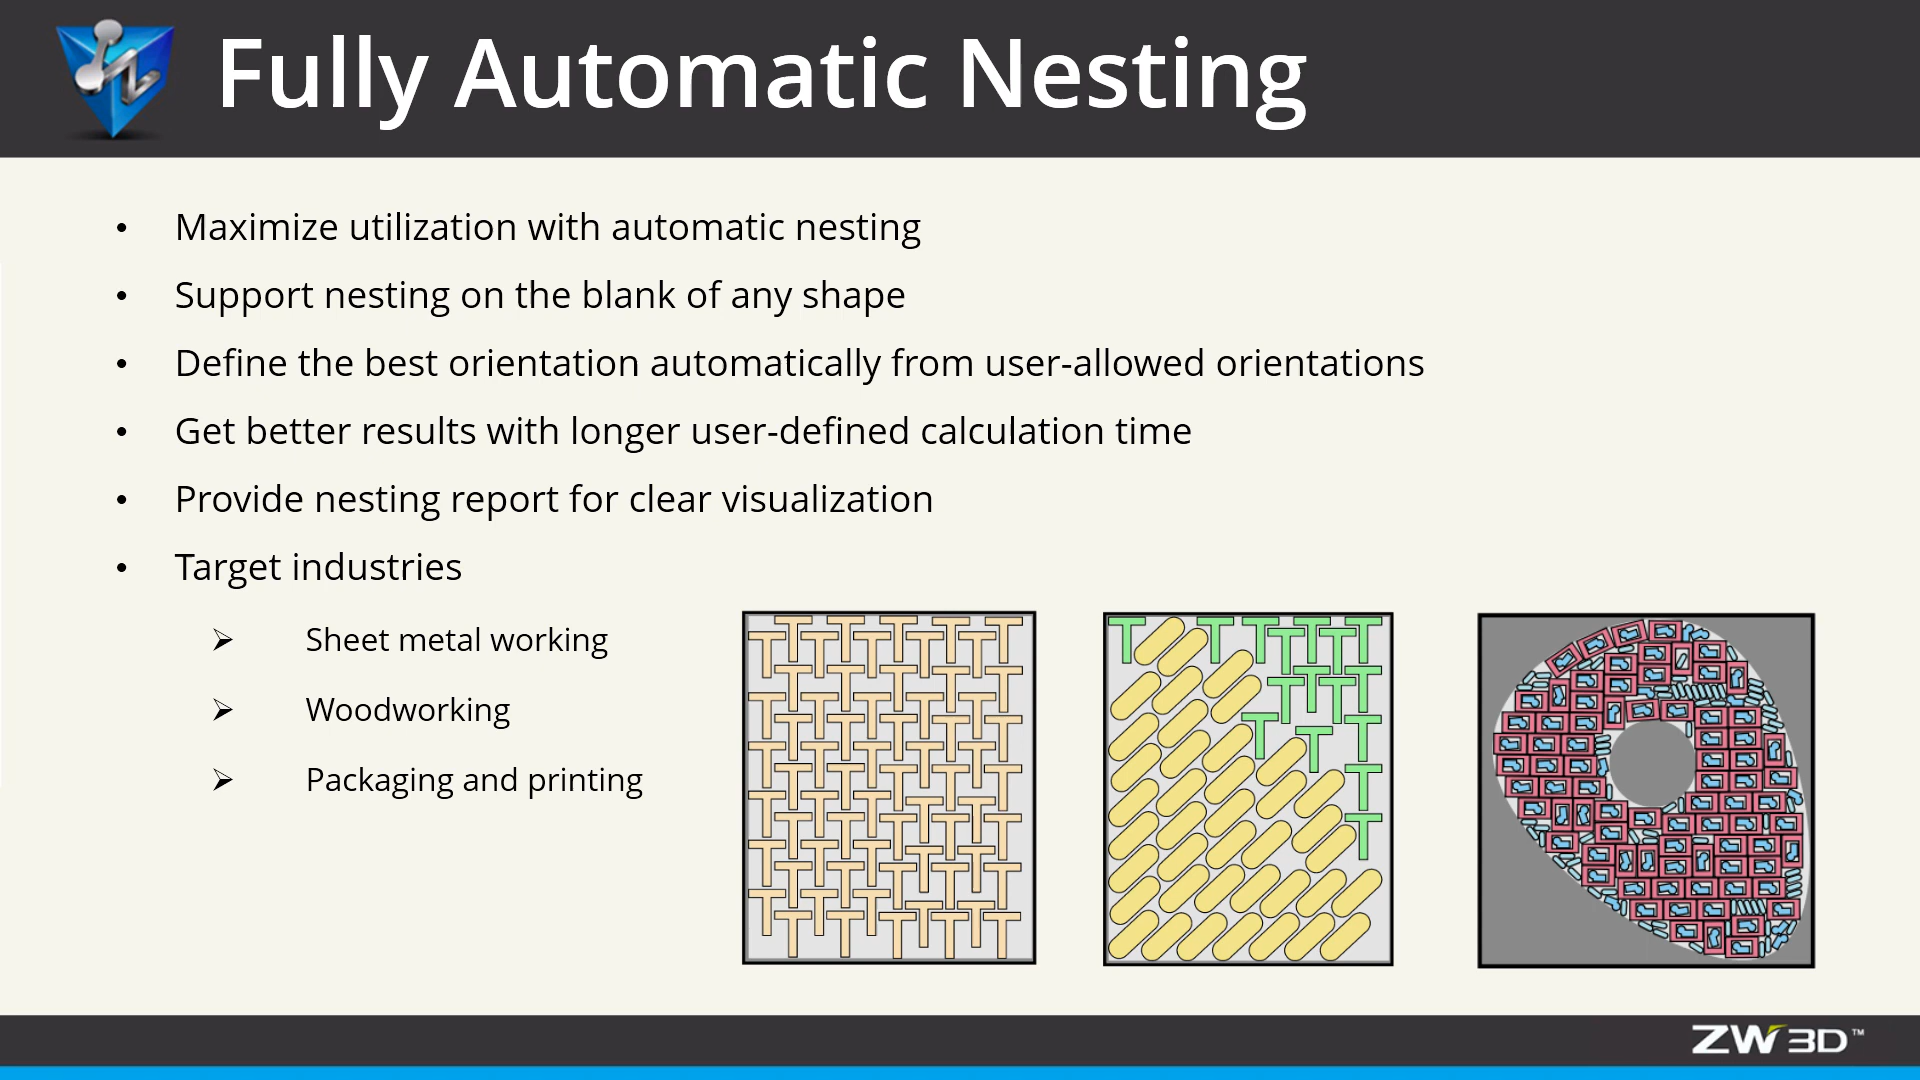 Fully Automatic Nesting
• Maximize utilization with automatic nesting
• Support nesting on the blank of any shape
• Define the best orientation automatically from user-allowed orientations
• Get better results with longer user-defined calculation time
• Provide nesting report for clear visualization
• Target industries
➢ Sheet metal working
➢ Woodworking
➢ Packaging and printing
ZW3D™